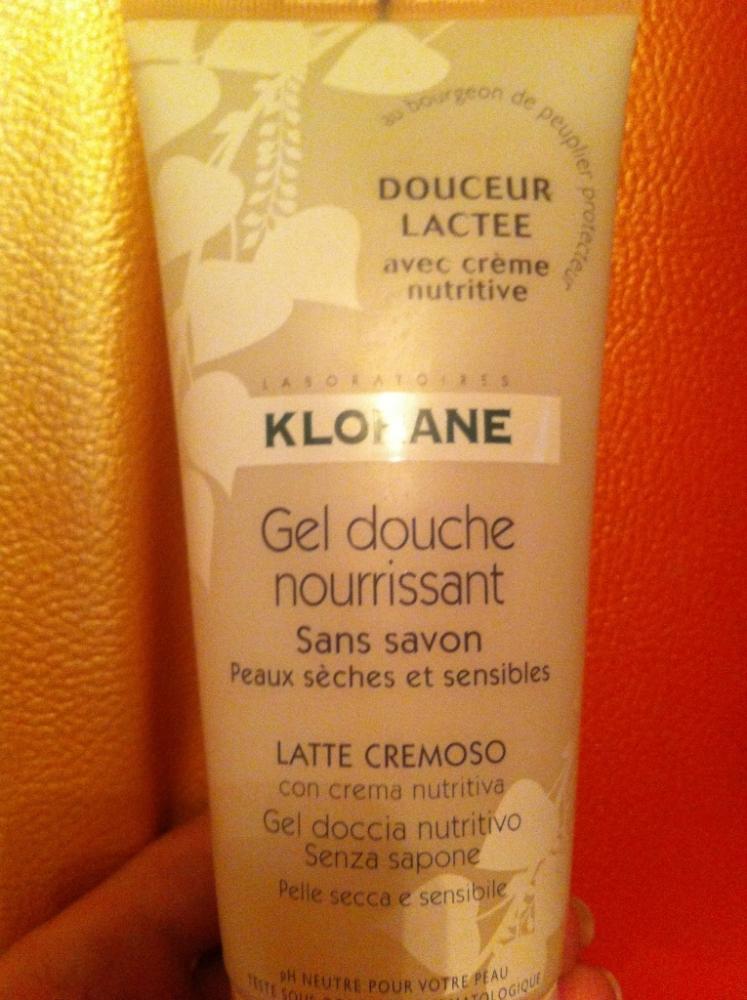 au bourgeon de peuplier protecteur
DOUCEUR
LACTEE
avec crème
nutritive
LABORATOIRES
KLORANE
Gel douche
nourrissant
Sans savon
Peaux sèches et sensibles
LATTE CREMOSO
con crema nutritiva
Gel doccia nutritivo
Senza sapone
Pelle secca e sensibile
pH NEUTRE POUR VOTRE PEAU
TESTE SOUS